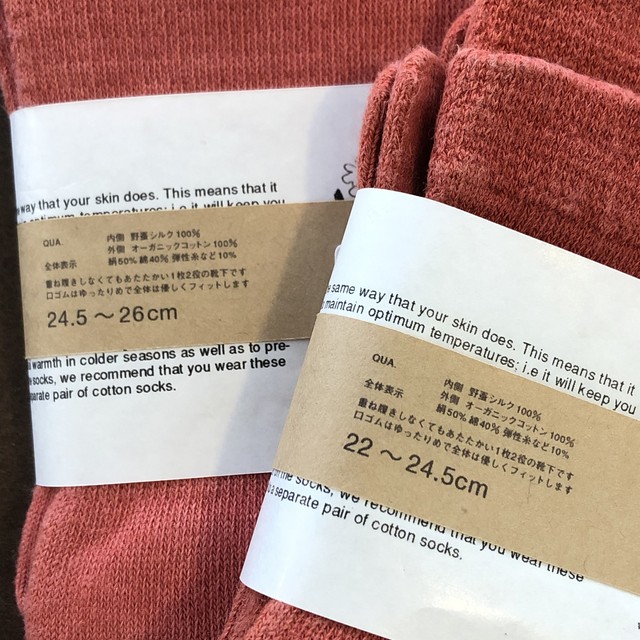 way that your skin does. This means that it
optimum temperatures; i.e it will keep you
QUA. 内側 野蚕シルク100%
外側 オーガニックコットン100%
全体表示 絹50% 綿40% 弾性糸など10%
重ね履きしなくてもあたたかい1枚2役の靴下です
口ゴムはゆったりめで全体は優しくフィットします
24.5～26cm
warmth in colder seasons as well as to pre-
socks, we recommend that you wear these
separate pair of cotton socks.
same way that your skin does. This means that it
maintain optimum temperatures; i.e it will keep you
QUA. 内側 野蚕シルク100%
外側 オーガニックコットン100%
全体表示 絹50% 綿40% 弾性糸など10%
重ね履きしなくてもあたたかい1枚2役の靴下です
口ゴムはゆったりめで全体は優しくフィットします
22～24.5cm
the socks, we recommend that you wear these
a separate pair of cotton socks.